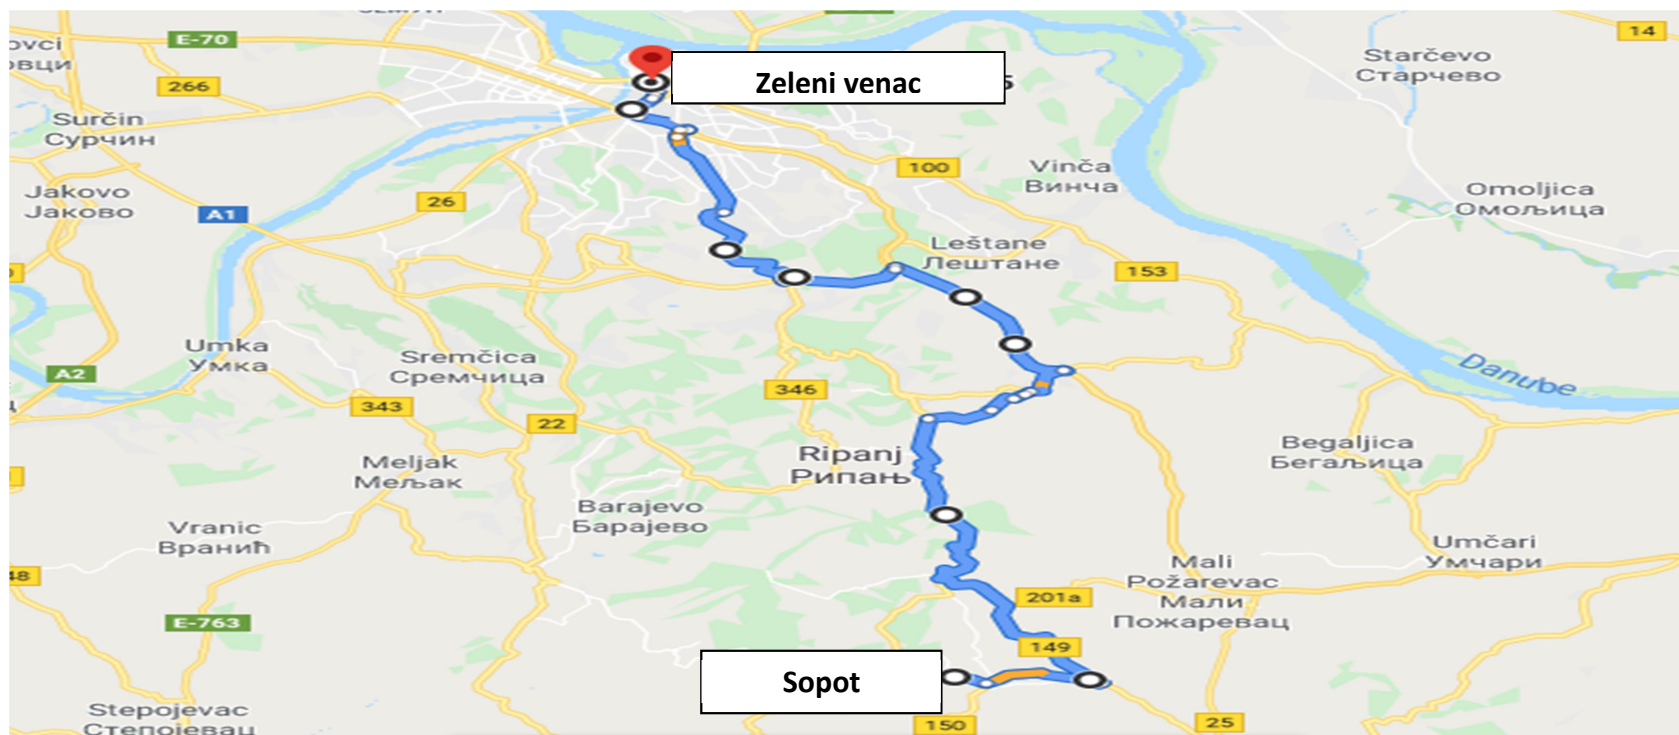 E-70
14
Starčevo
Старчево
266
Zeleni venac
Surčin
Сурчин
100
Vinča
Винча
Jakovo
Јаково
A1
26
Omoljica
Омољица
Leštane
Лештане
153
Umka
Умка
A2
Sremčica
Сремчица
Danube
343
22
346
Ripanj
Рипањ
Begaljica
Бегаљица
Meljak
Мељак
Barajevo
Барајево
Vranic
Вранић
Umčari
Умчари
Mali
Požarevac
Мали
Пожаревац
48
201a
E-763
149
Sopot
150
25
Stepojevac
Степојевац